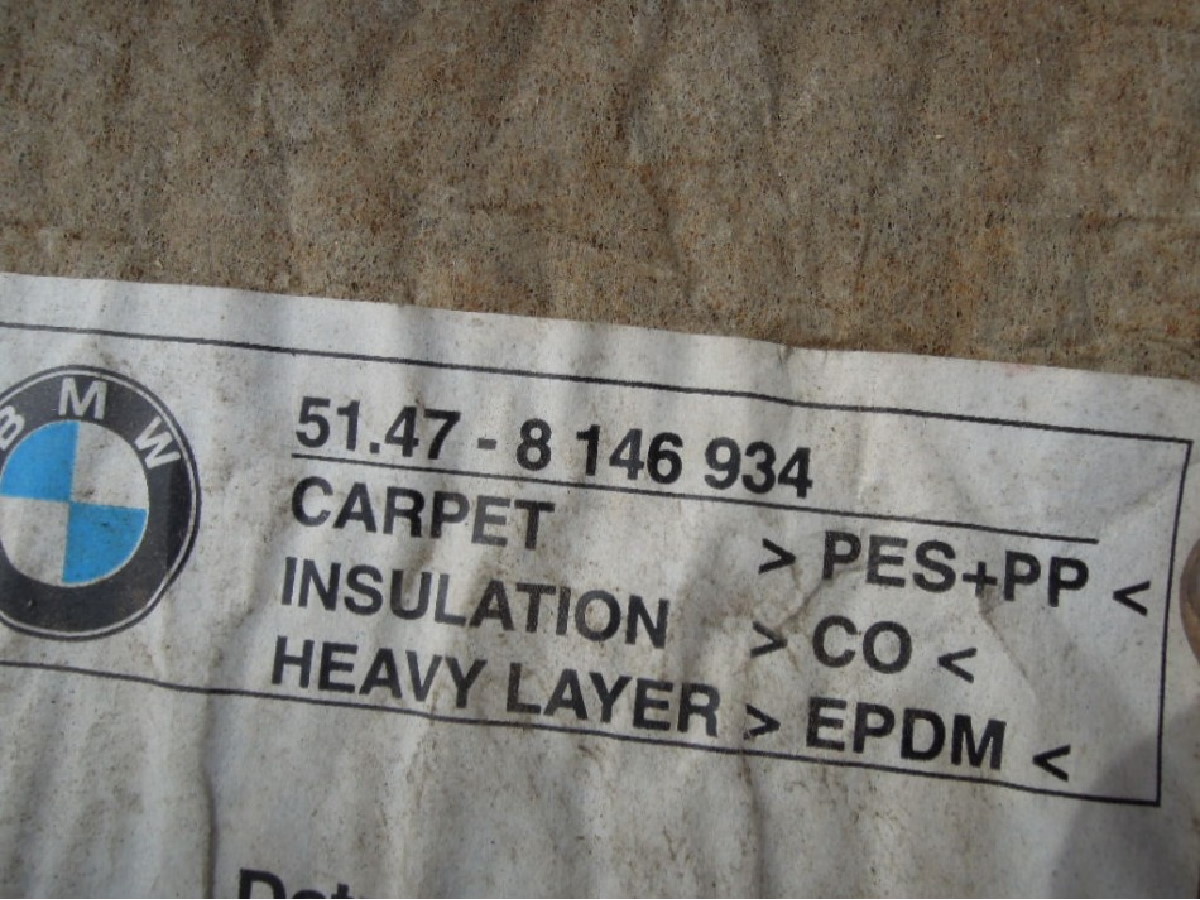 BMW
51.47 - 8 146 934
CARPET > PES+PP <
INSULATION > CO <
HEAVY LAYER > EPDM <